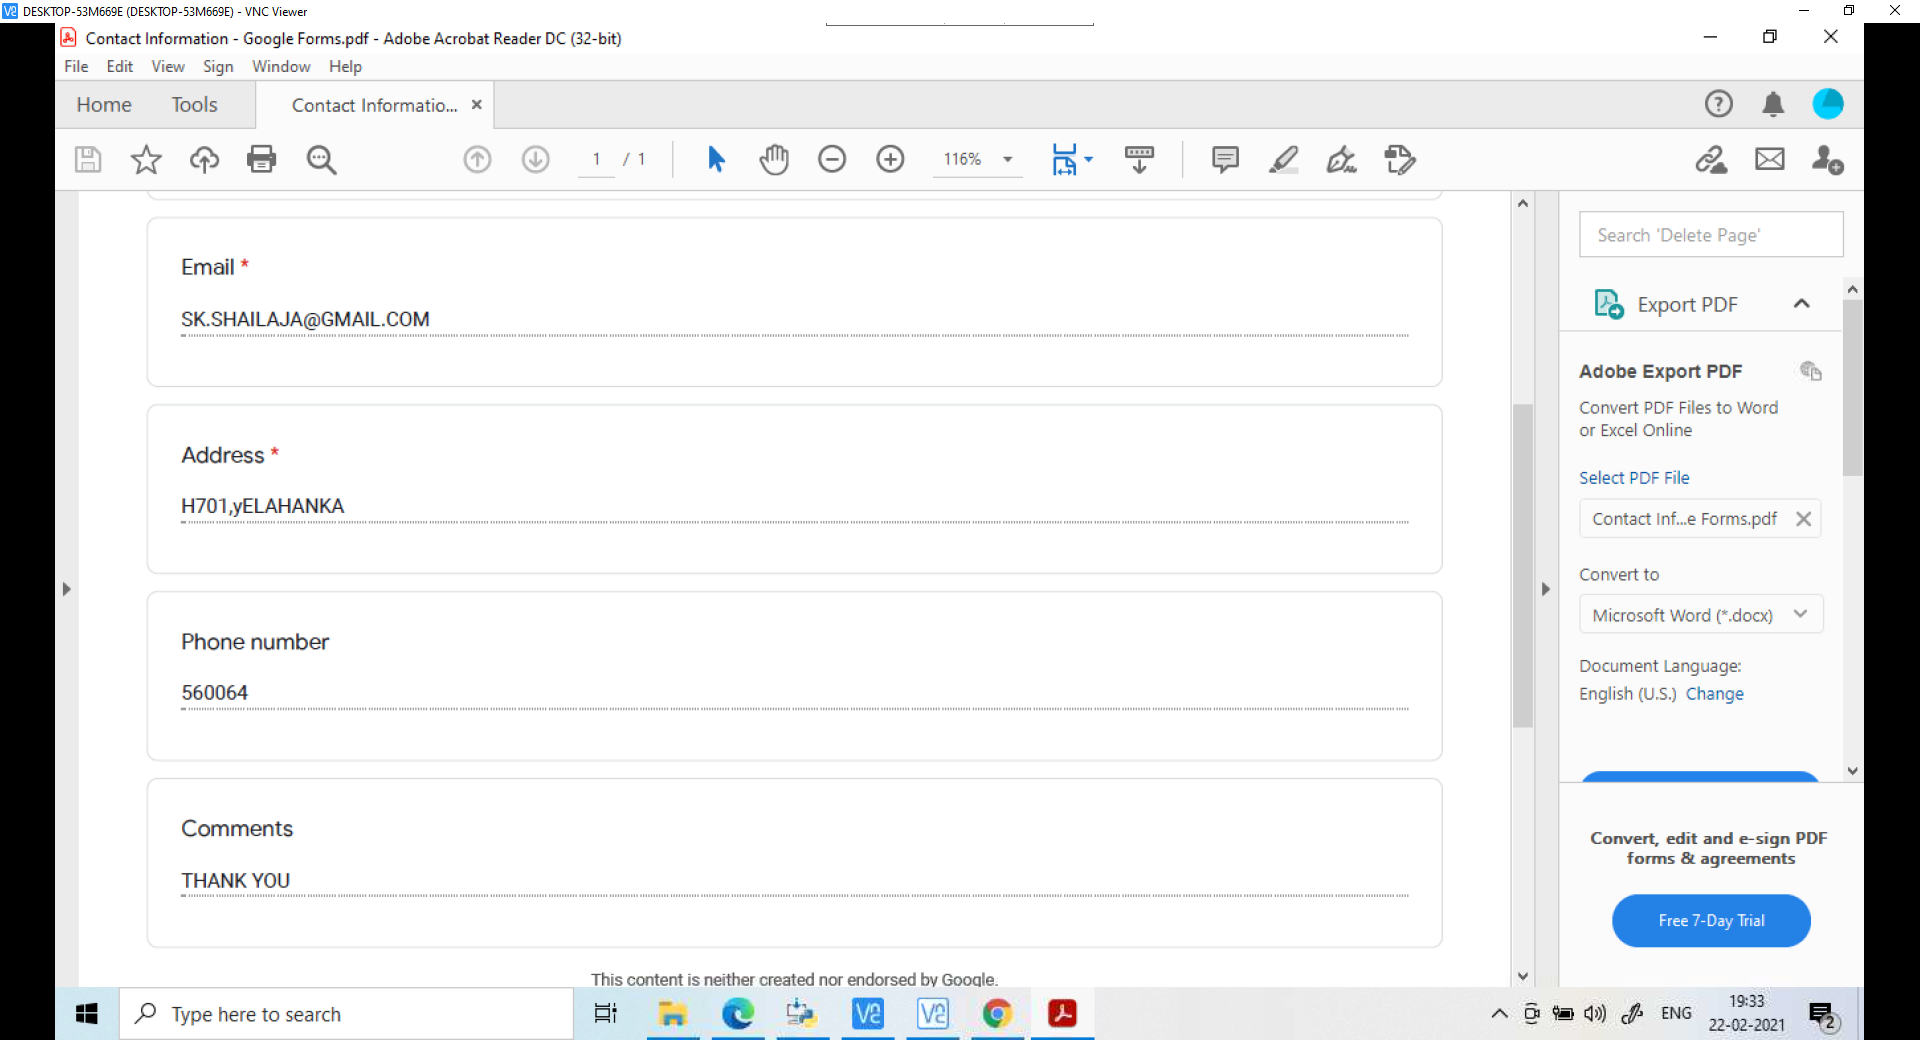 DESKTOP-53M669E (DESKTOP-53M669E) - VNC Viewer
Contact Information - Google Forms.pdf - Adobe Acrobat Reader DC (32-bit)
File Edit View Sign Window Help
Home Tools Contact Informatio... ×
1 / 1 116%
Email *
SK.SHAILAJA@GMAIL.COM
Address *
H701,yELAHANKA
Phone number
560064
Comments
THANK YOU
This content is neither created nor endorsed by Google.
Search 'Delete Page'
Export PDF
Adobe Export PDF
Convert PDF Files to Word
or Excel Online
Select PDF File
Contact Inf...e Forms.pdf
Convert to
Microsoft Word (*.docx)
Document Language:
English (U.S.) Change
Convert, edit and e-sign PDF
forms & agreements
Free 7-Day Trial
Type here to search
ENG
19:33
22-02-2021
2